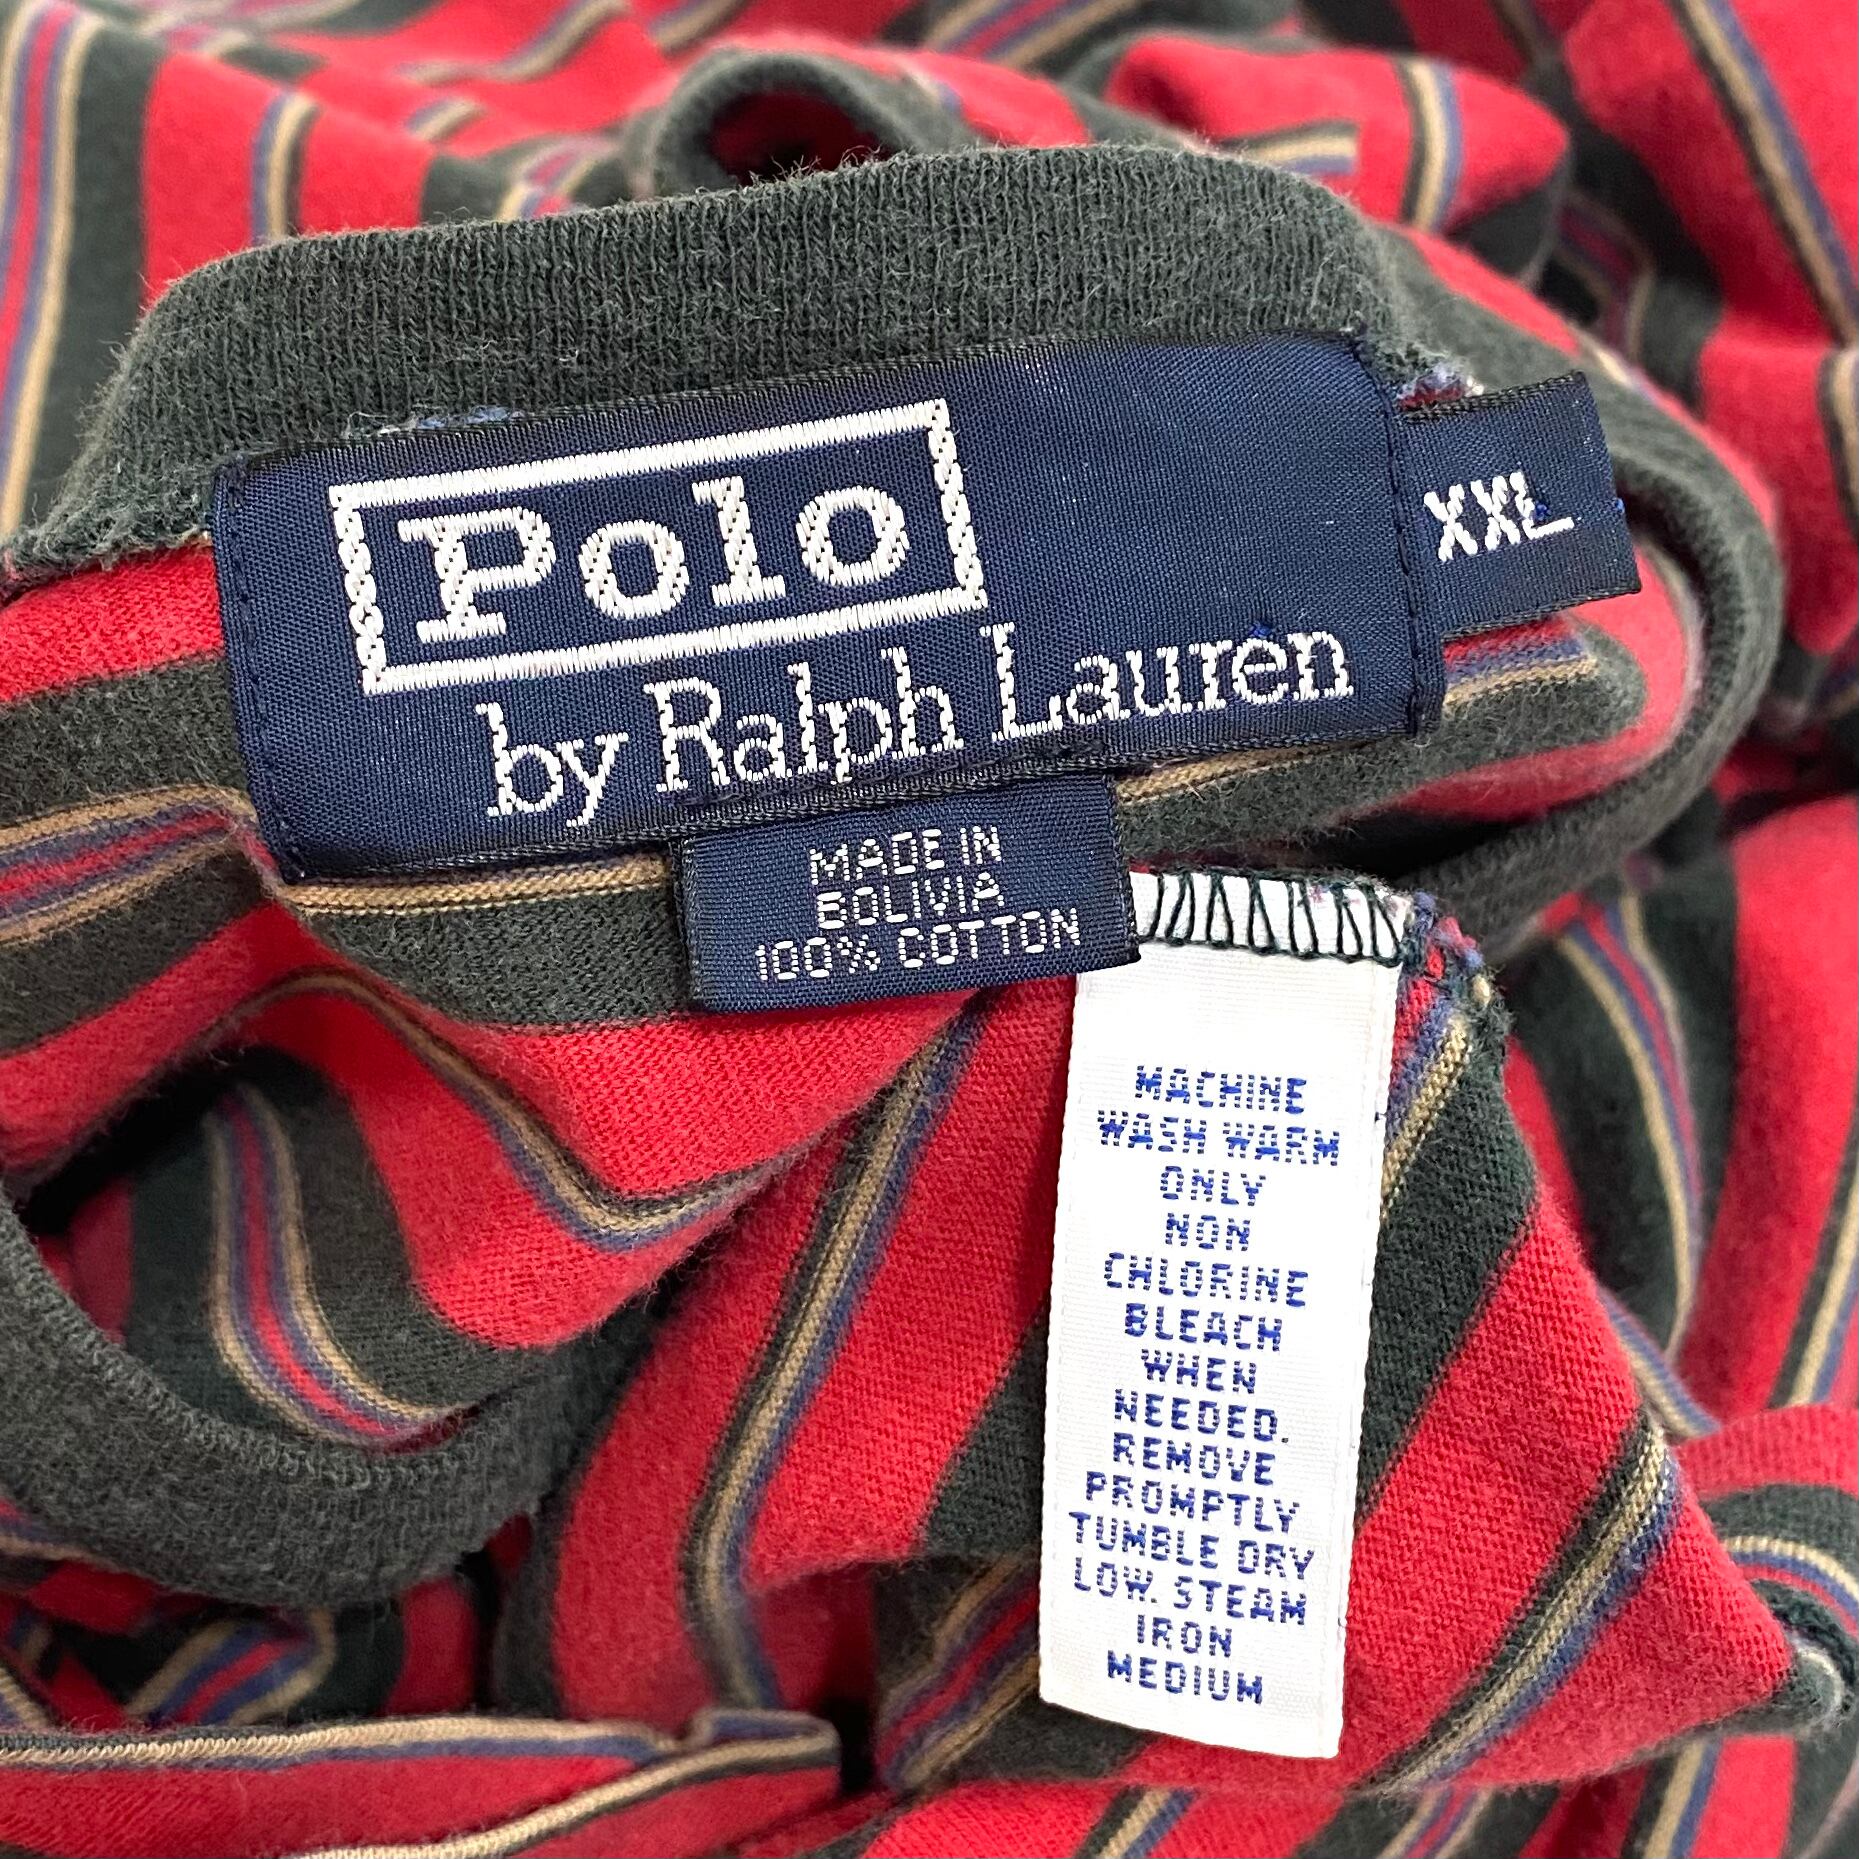 Polo
by Ralph Lauren
XXL
MADE IN
BOLIVIA
100% COTTON
MACHINE
WASH WARM
ONLY
NON
CHLORINE
BLEACH
WHEN
NEEDED.
REMOVE
PROMPTLY
TUMBLE DRY
LOW. STEAM
IRON
MEDIUM